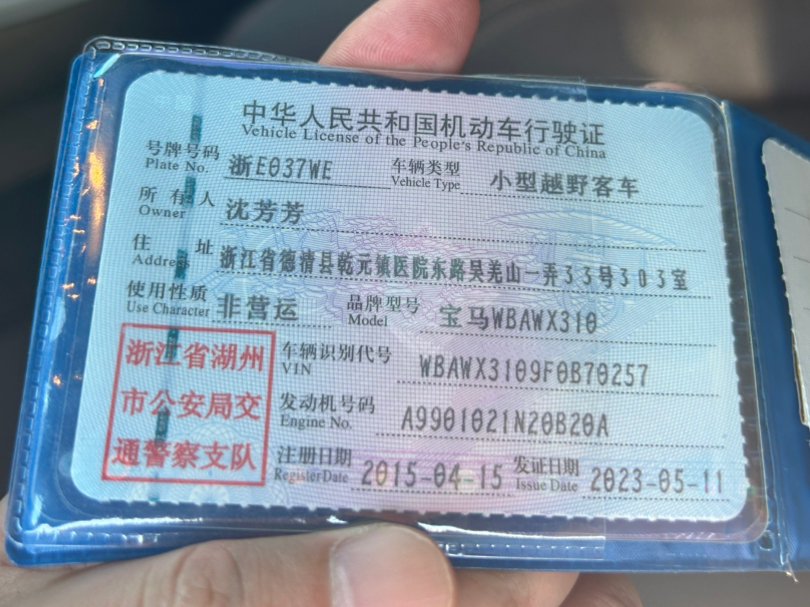 中华人民共和国机动车行驶证
Vehicle License of the People's Republic of China
号牌号码 浙E037WE 车辆类型 小型越野客车
Plate No. Vehicle Type
所有人 沈芳芳
Owner
住址 浙江省德清县乾元镇医院东路吴羌山一弄33号303室
Address
使用性质 非营运 品牌型号 宝马WBAWX310
Use Character Model
浙江省湖州 车辆识别代号 WBAWX3109F0B70257
VIN
市公安局交 发动机号码 A9901021N20B20A
Engine No.
通警察支队 注册日期 2015-04-15 发证日期 2023-05-11
Register Date Issue Date